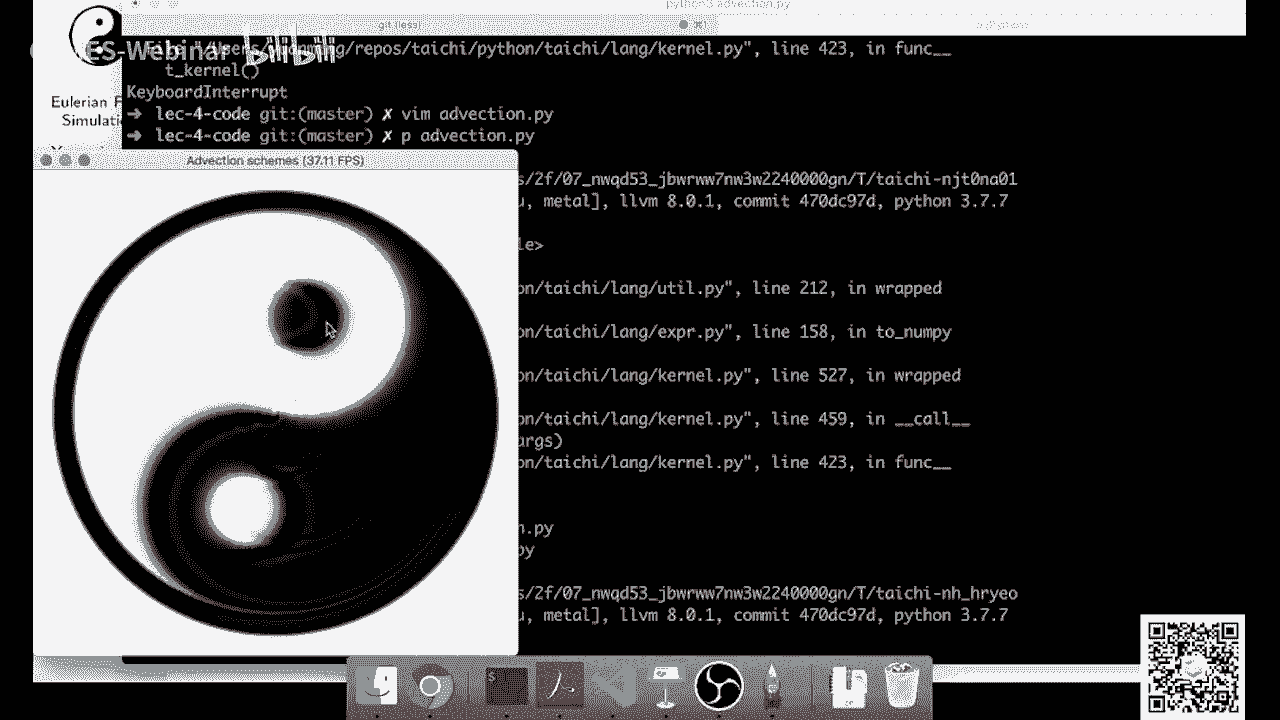 python3 advection.py
git (less)
ES-Webinar bilibili
/repos/taichi/python/taichi/lang/kernel.py", line 423, in func__
t_kernel()
KeyboardInterrupt
Eulerian F
Simulati
➜ lec-4-code git:(master) ✗ vim advection.py
➜ lec-4-code git:(master) ✗ p advection.py
Advection schemes (37.11 FPS)
s/2f/07_nwqd53_jbwrww7nw3w2240000gn/T/taichi-njt0na01
u, metal], llvm 8.0.1, commit 470dc97d, python 3.7.7
le>
on/taichi/lang/util.py", line 212, in wrapped
on/taichi/lang/expr.py", line 158, in to_numpy
on/taichi/lang/kernel.py", line 527, in wrapped
on/taichi/lang/kernel.py", line 459, in __call__
args)
on/taichi/lang/kernel.py", line 423, in func__
n.py
py
s/2f/07_nwqd53_jbwrww7nw3w2240000gn/T/taichi-nh_hryeo
u, metal], llvm 8.0.1, commit 470dc97d, python 3.7.7